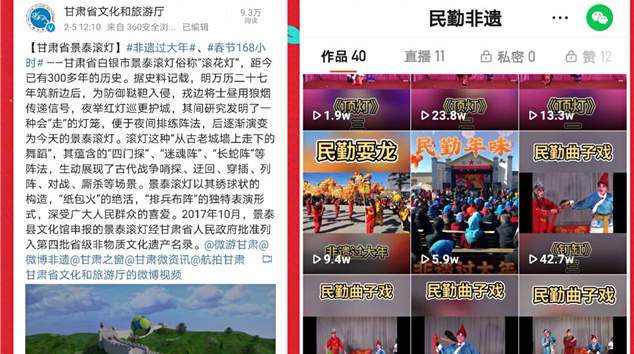 甘肃省文化和旅游厅
2-5 12:10 来自 360安全浏... 已编辑
9.3万
阅读
【甘肃省景泰滚灯】#非遗过大年#、#春节168小
时#——甘肃省白银市景泰滚灯俗称“滚花灯”，距今
已有300多年的历史。据史料记载，明万历二十七
年筑新边后，为防御鞑靼入侵，戍边将士昼用狼烟
传递信号，夜举红灯巡更护城，其间研究发明了一
种会“走”的灯笼，便于夜间排练阵法，后逐渐演变
为今天的景泰滚灯。滚灯这种“从古老城墙上走下的
舞蹈”，其蕴含的“四门探”、“迷魂阵”、“长蛇阵”等
阵法，生动展现了古代战争哨探、迂回、穿插、列
阵、对战、厮杀等场景。景泰滚灯以其绣球状的
构造，“纸包火”的绝活，“排兵布阵”的独特表演形
式，深受广大人民群众的喜爱。2017年10月，景泰
县文化馆申报的景泰滚灯经甘肃省人民政府批准列
入第四批省级非物质文化遗产名录。@微游甘肃@
微博非遗@甘肃之窗@甘肃微资讯@航拍甘肃
甘肃省文化和旅游厅的微博视频
民勤非遗
作品 40
直播 11
私密 0
赞 12
《顶灯》
三
1.9w
《顶灯》
二
23.8w
《顶灯》
一
13.3w
民勤耍龙
非遗过大年
9.4w
民勤年味
非遗过大年
5.9w
民勤曲子戏
《钉缸》
三
42.7w
民勤曲子戏
民勤曲子戏
民勤曲子戏